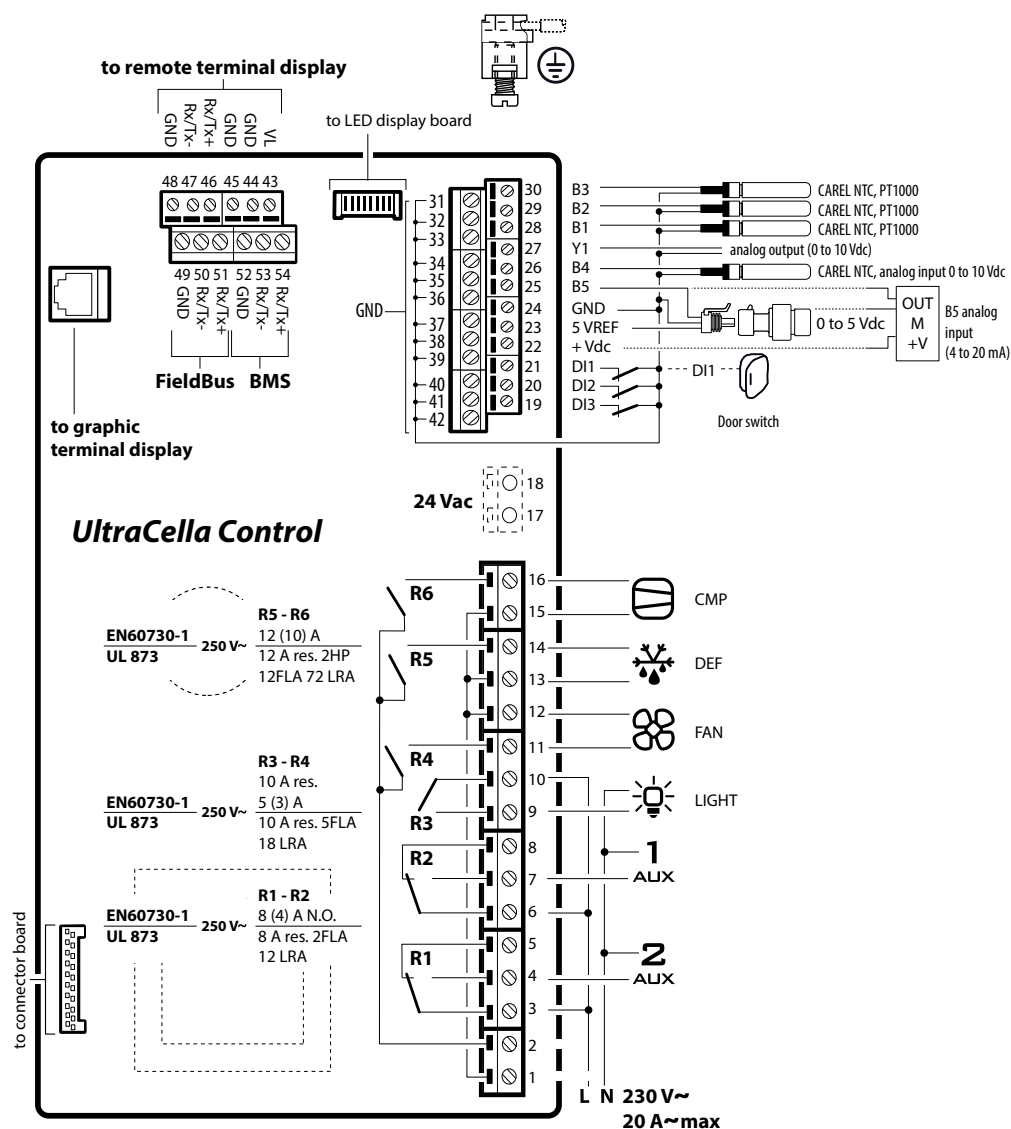 to remote terminal display
GND
Rx/Tx-
Rx/Tx+
GND
GND
VL
to LED display board
48 47 46 45 44 43
49 50 51 52 53 54
GND
Rx/Tx-
Rx/Tx+
GND
Rx/Tx-
Rx/Tx+
FieldBus BMS
to graphic
terminal display
GND
31
32
33
34
35
36
37
38
39
40
41
42
30
29
28
27
26
25
24
23
22
21
20
19
B3
CAREL NTC, PT1000
B2
CAREL NTC, PT1000
B1
CAREL NTC, PT1000
Y1
analog output (0 to 10 Vdc)
B4
CAREL NTC, analog input 0 to 10 Vdc
B5
GND
5 VREF
0 to 5 Vdc
+ Vdc
OUT
M
+V
B5 analog
input
(4 to 20 mA)
DI1
DI1
DI2
DI3
Door switch
24 Vac
18
17
UltraCella Control
R6
R5
R4
R3
R2
R1
16
15
14
13
12
11
10
9
8
7
6
5
4
3
2
1
CMP
DEF
FAN
LIGHT
1
AUX
2
AUX
EN60730-1
UL 873
250 V~
R5 - R6
12 (10) A
12 A res. 2HP
12FLA 72 LRA
EN60730-1
UL 873
250 V~
R3 - R4
10 A res.
5 (3) A
10 A res. 5FLA
18 LRA
EN60730-1
UL 873
250 V~
R1 - R2
8 (4) A N.O.
8 A res. 2FLA
12 LRA
to connector board
L N 230 V~
20 A~max